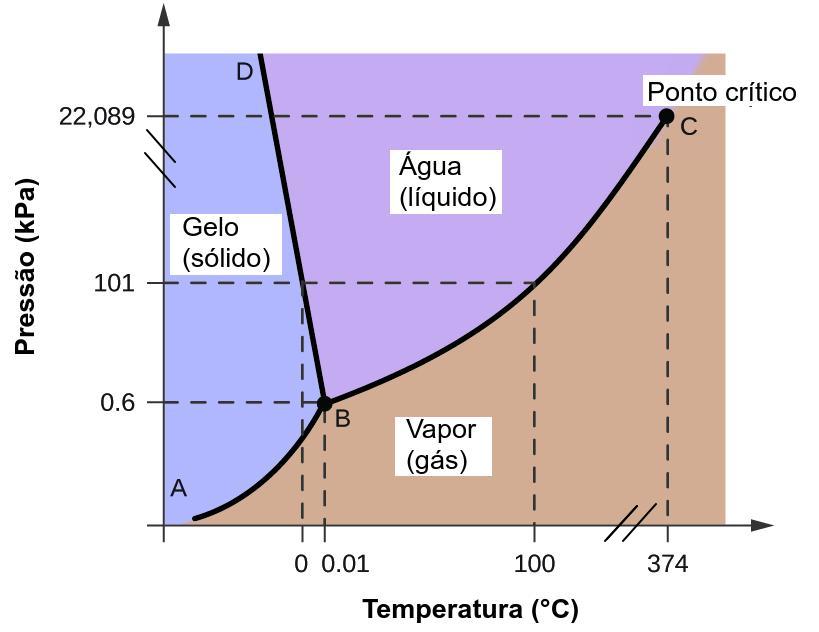 D
Ponto crítico
22,089
C
Água
(líquido)
Gelo
(sólido)
101
Pressão (kPa)
0.6
B
Vapor
(gás)
A
0 0.01 100 374
Temperatura (°C)